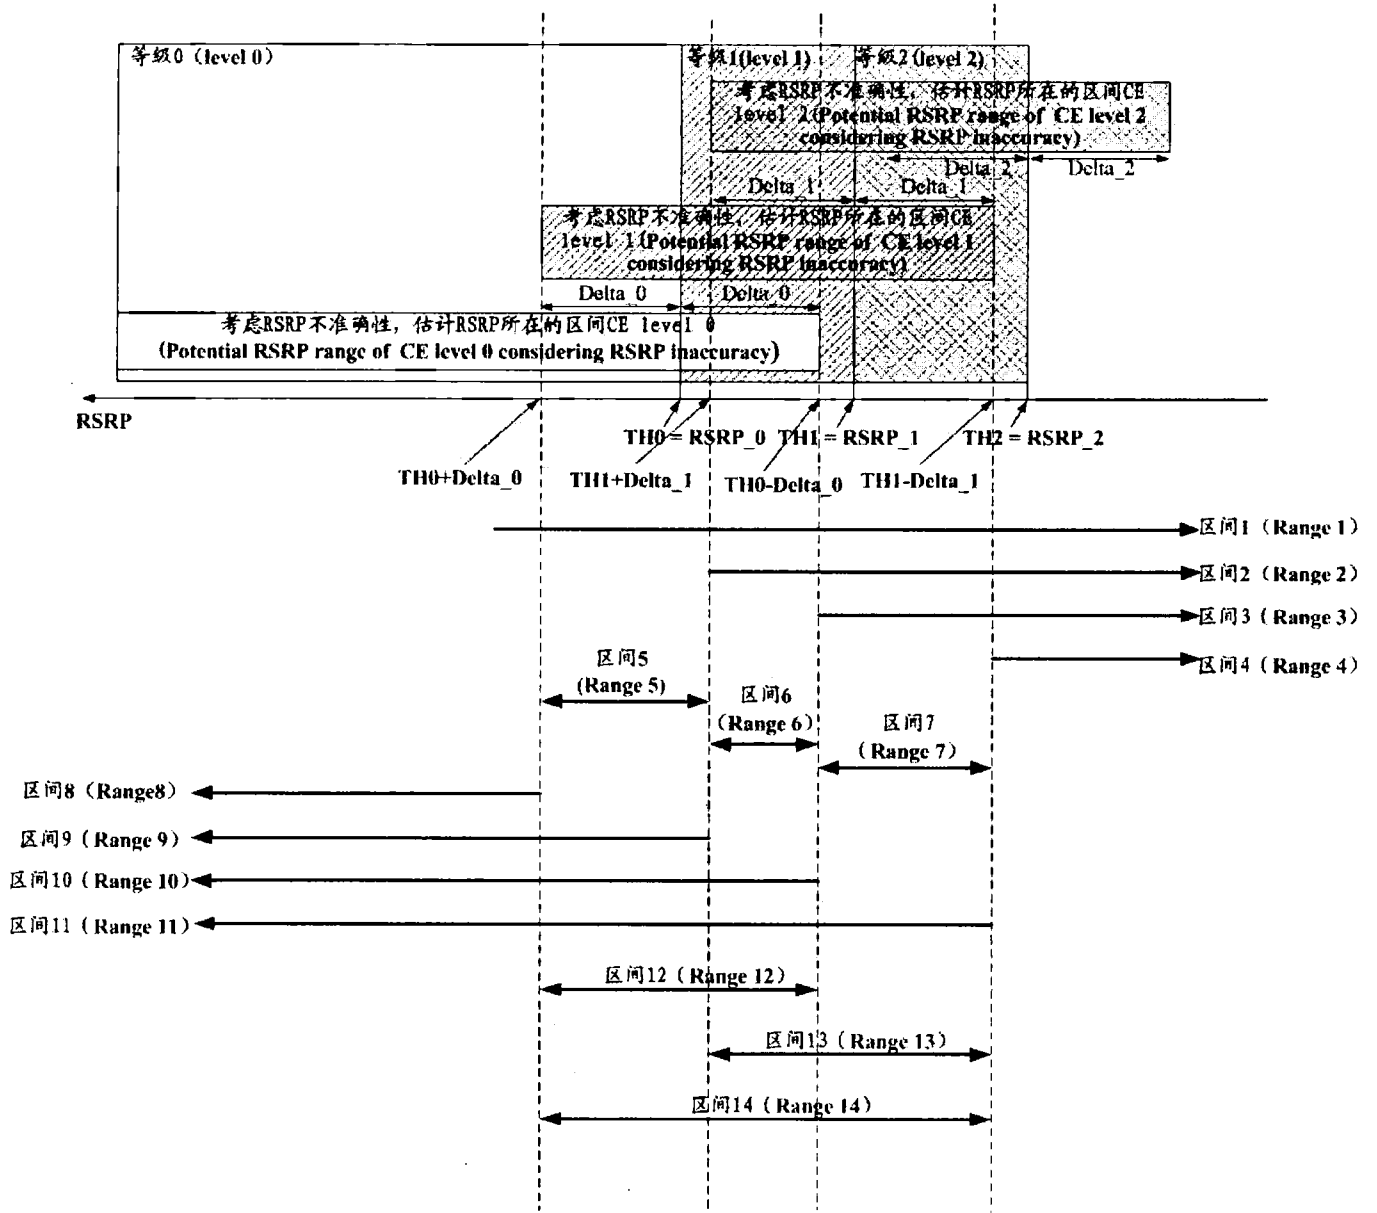 等级0（level 0）
等级1(level 1)
等级2 (level 2)
考虑RSRP不准确性，估计RSRP所在的区间CE
level 2(Potential RSRP range of CE level 2
considering RSRP inaccuracy)
Delta_2
Delta_2
Delta_1
Delta_1
考虑RSRP不准确性，估计RSRP所在的区间CE
level 1(Potential RSRP range of CE level 1
considering RSRP inaccuracy)
Delta_0
Delta_0
考虑RSRP不准确性，估计RSRP所在的区间CE level 0
(Potential RSRP range of CE level 0 considering RSRP inaccuracy)
RSRP
TH0 = RSRP_0
TH1 = RSRP_1
TH2 = RSRP_2
TH0+Delta_0
TH1+Delta_1
TH0-Delta_0
TH1-Delta_1
区间1（Range 1）
区间2（Range 2）
区间3（Range 3）
区间4（Range 4）
区间5
(Range 5)
区间6
（Range 6）
区间7
（Range 7）
区间8（Range8）
区间9（Range 9）
区间10（Range 10）
区间11（Range 11）
区间12（Range 12）
区间13（Range 13）
区间14（Range 14）